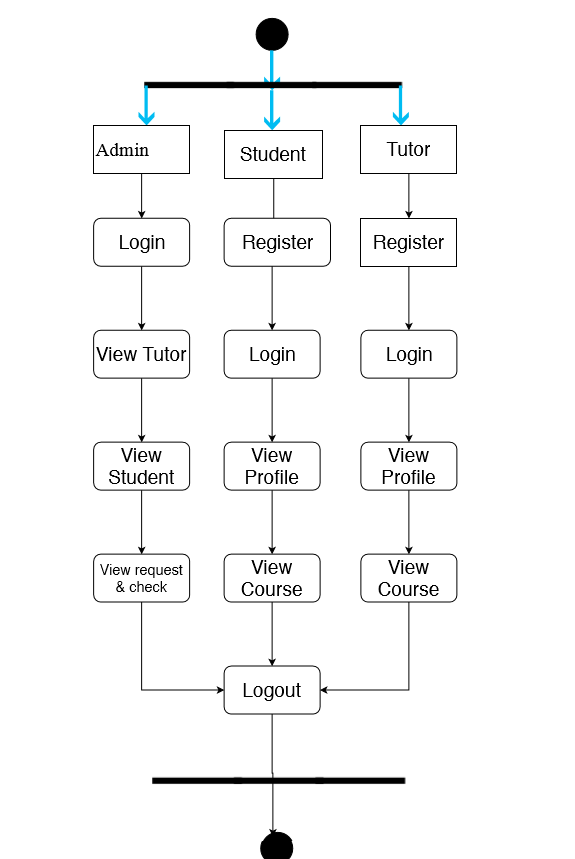 Admin
Student
Tutor
Login
Register
Register
View Tutor
Login
Login
View
Student
View
Profile
View
Profile
View request
& check
View
Course
View
Course
Logout